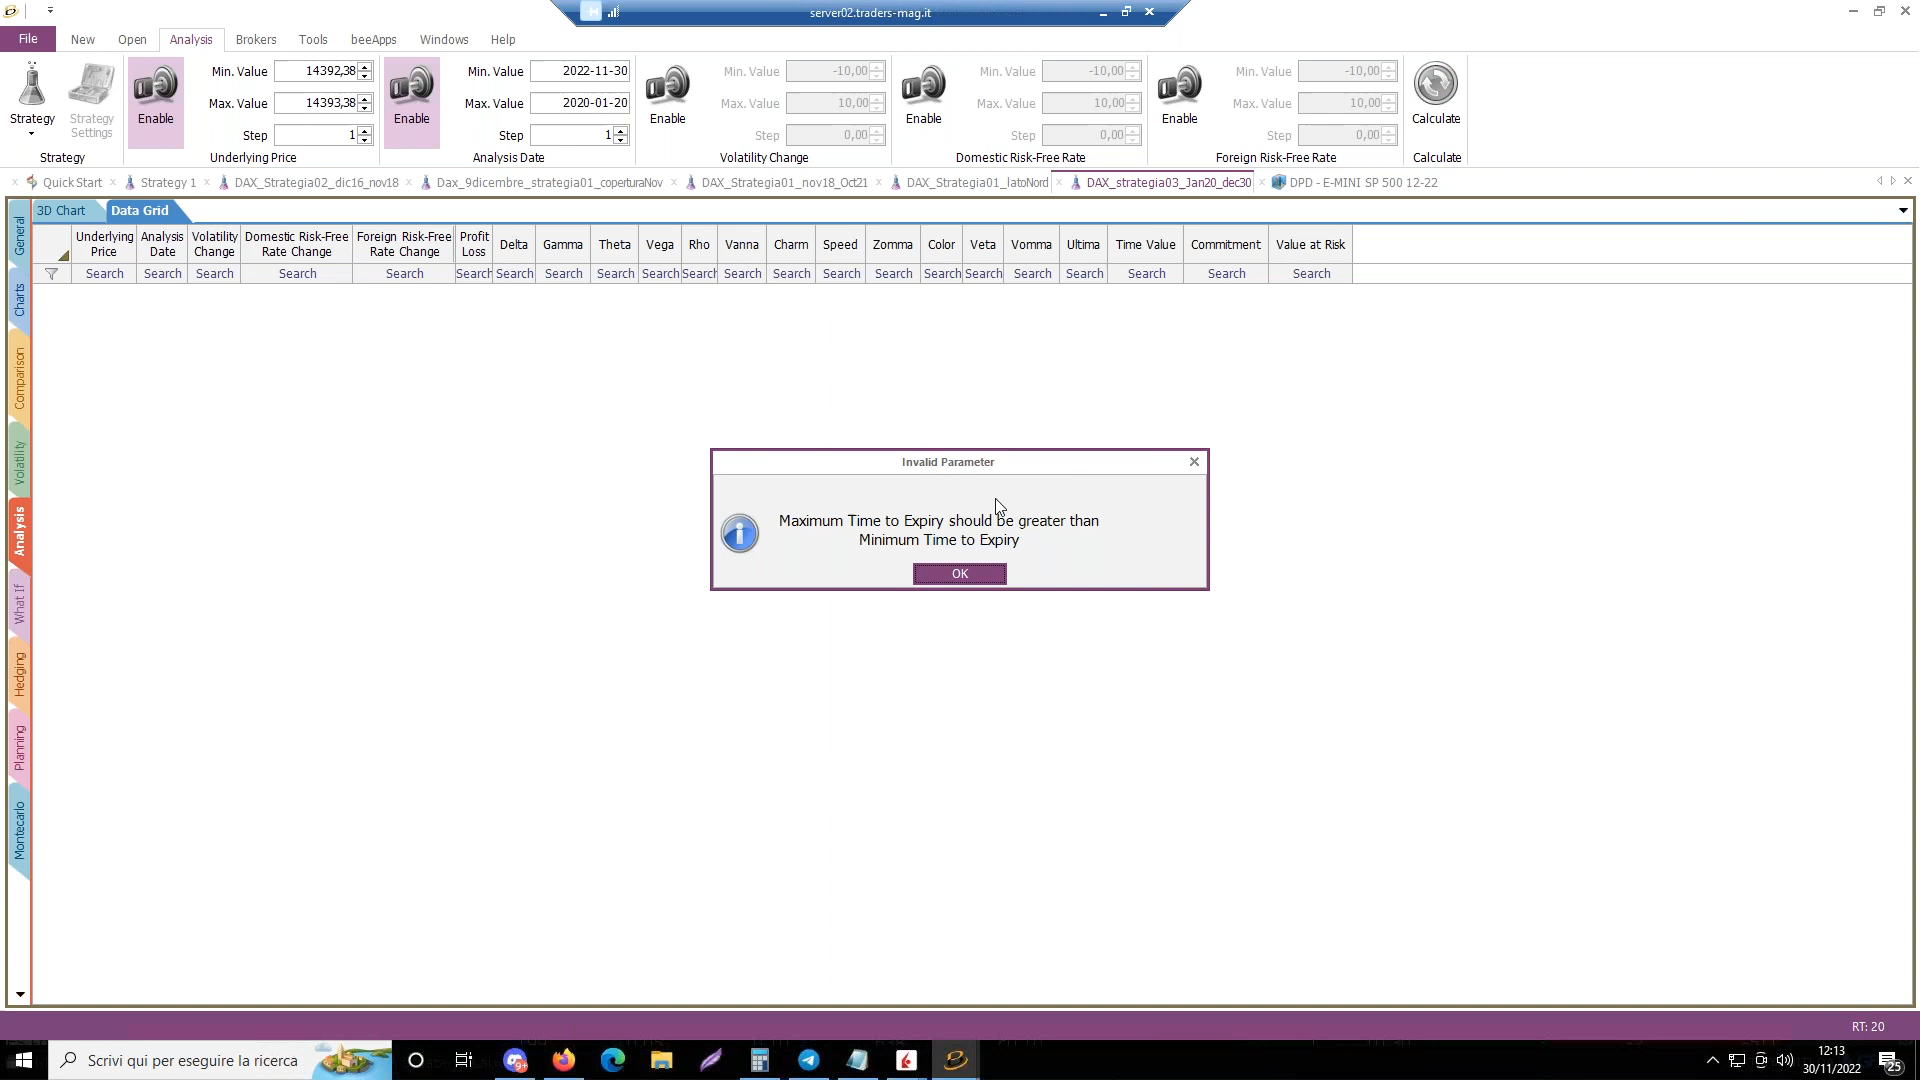 server02.traders-mag.it
File New Open Analysis Brokers Tools beeApps Windows Help
Strategy
Strategy Settings
Strategy
Enable
Min. Value 14392,38
Max. Value 14393,38
Step 1
Underlying Price
Enable
Min. Value 2022-11-30
Max. Value 2020-01-20
Step 1
Analysis Date
Enable
Min. Value -10,00
Max. Value 10,00
Step 0,00
Volatility Change
Enable
Min. Value -10,00
Max. Value 10,00
Step 0,00
Domestic Risk-Free Rate
Enable
Min. Value -10,00
Max. Value 10,00
Step 0,00
Foreign Risk-Free Rate
Calculate
Calculate
Quick Start Strategy 1 DAX_Strategia02_dic16_nov18 Dax_9dicembre_strategia01_coperturaNov DAX_Strategia01_nov18_Oct21 DAX_Strategia01_latoNord DAX_strategia03_Jan20_dec30 DPD - E-MINI SP 500 12-22
3D Chart Data Grid
Underlying Price Analysis Date Volatility Change Domestic Risk-Free Rate Change Foreign Risk-Free Rate Change Profit Loss Delta Gamma Theta Vega Rho Vanna Charm Speed Zomma Color Veta Vomma Ultima Time Value Commitment Value at Risk
Search Search Search Search Search Search Search Search Search Search Search Search Search Search Search Search Search Search Search Search Search Search
General
Charts
Comparison
Volatility
Analysis
What If
Hedging
Planning
Montecarlo
Invalid Parameter
Maximum Time to Expiry should be greater than
Minimum Time to Expiry
OK
RT: 20
Scrivi qui per eseguire la ricerca
9+
12:13
30/11/2022
25